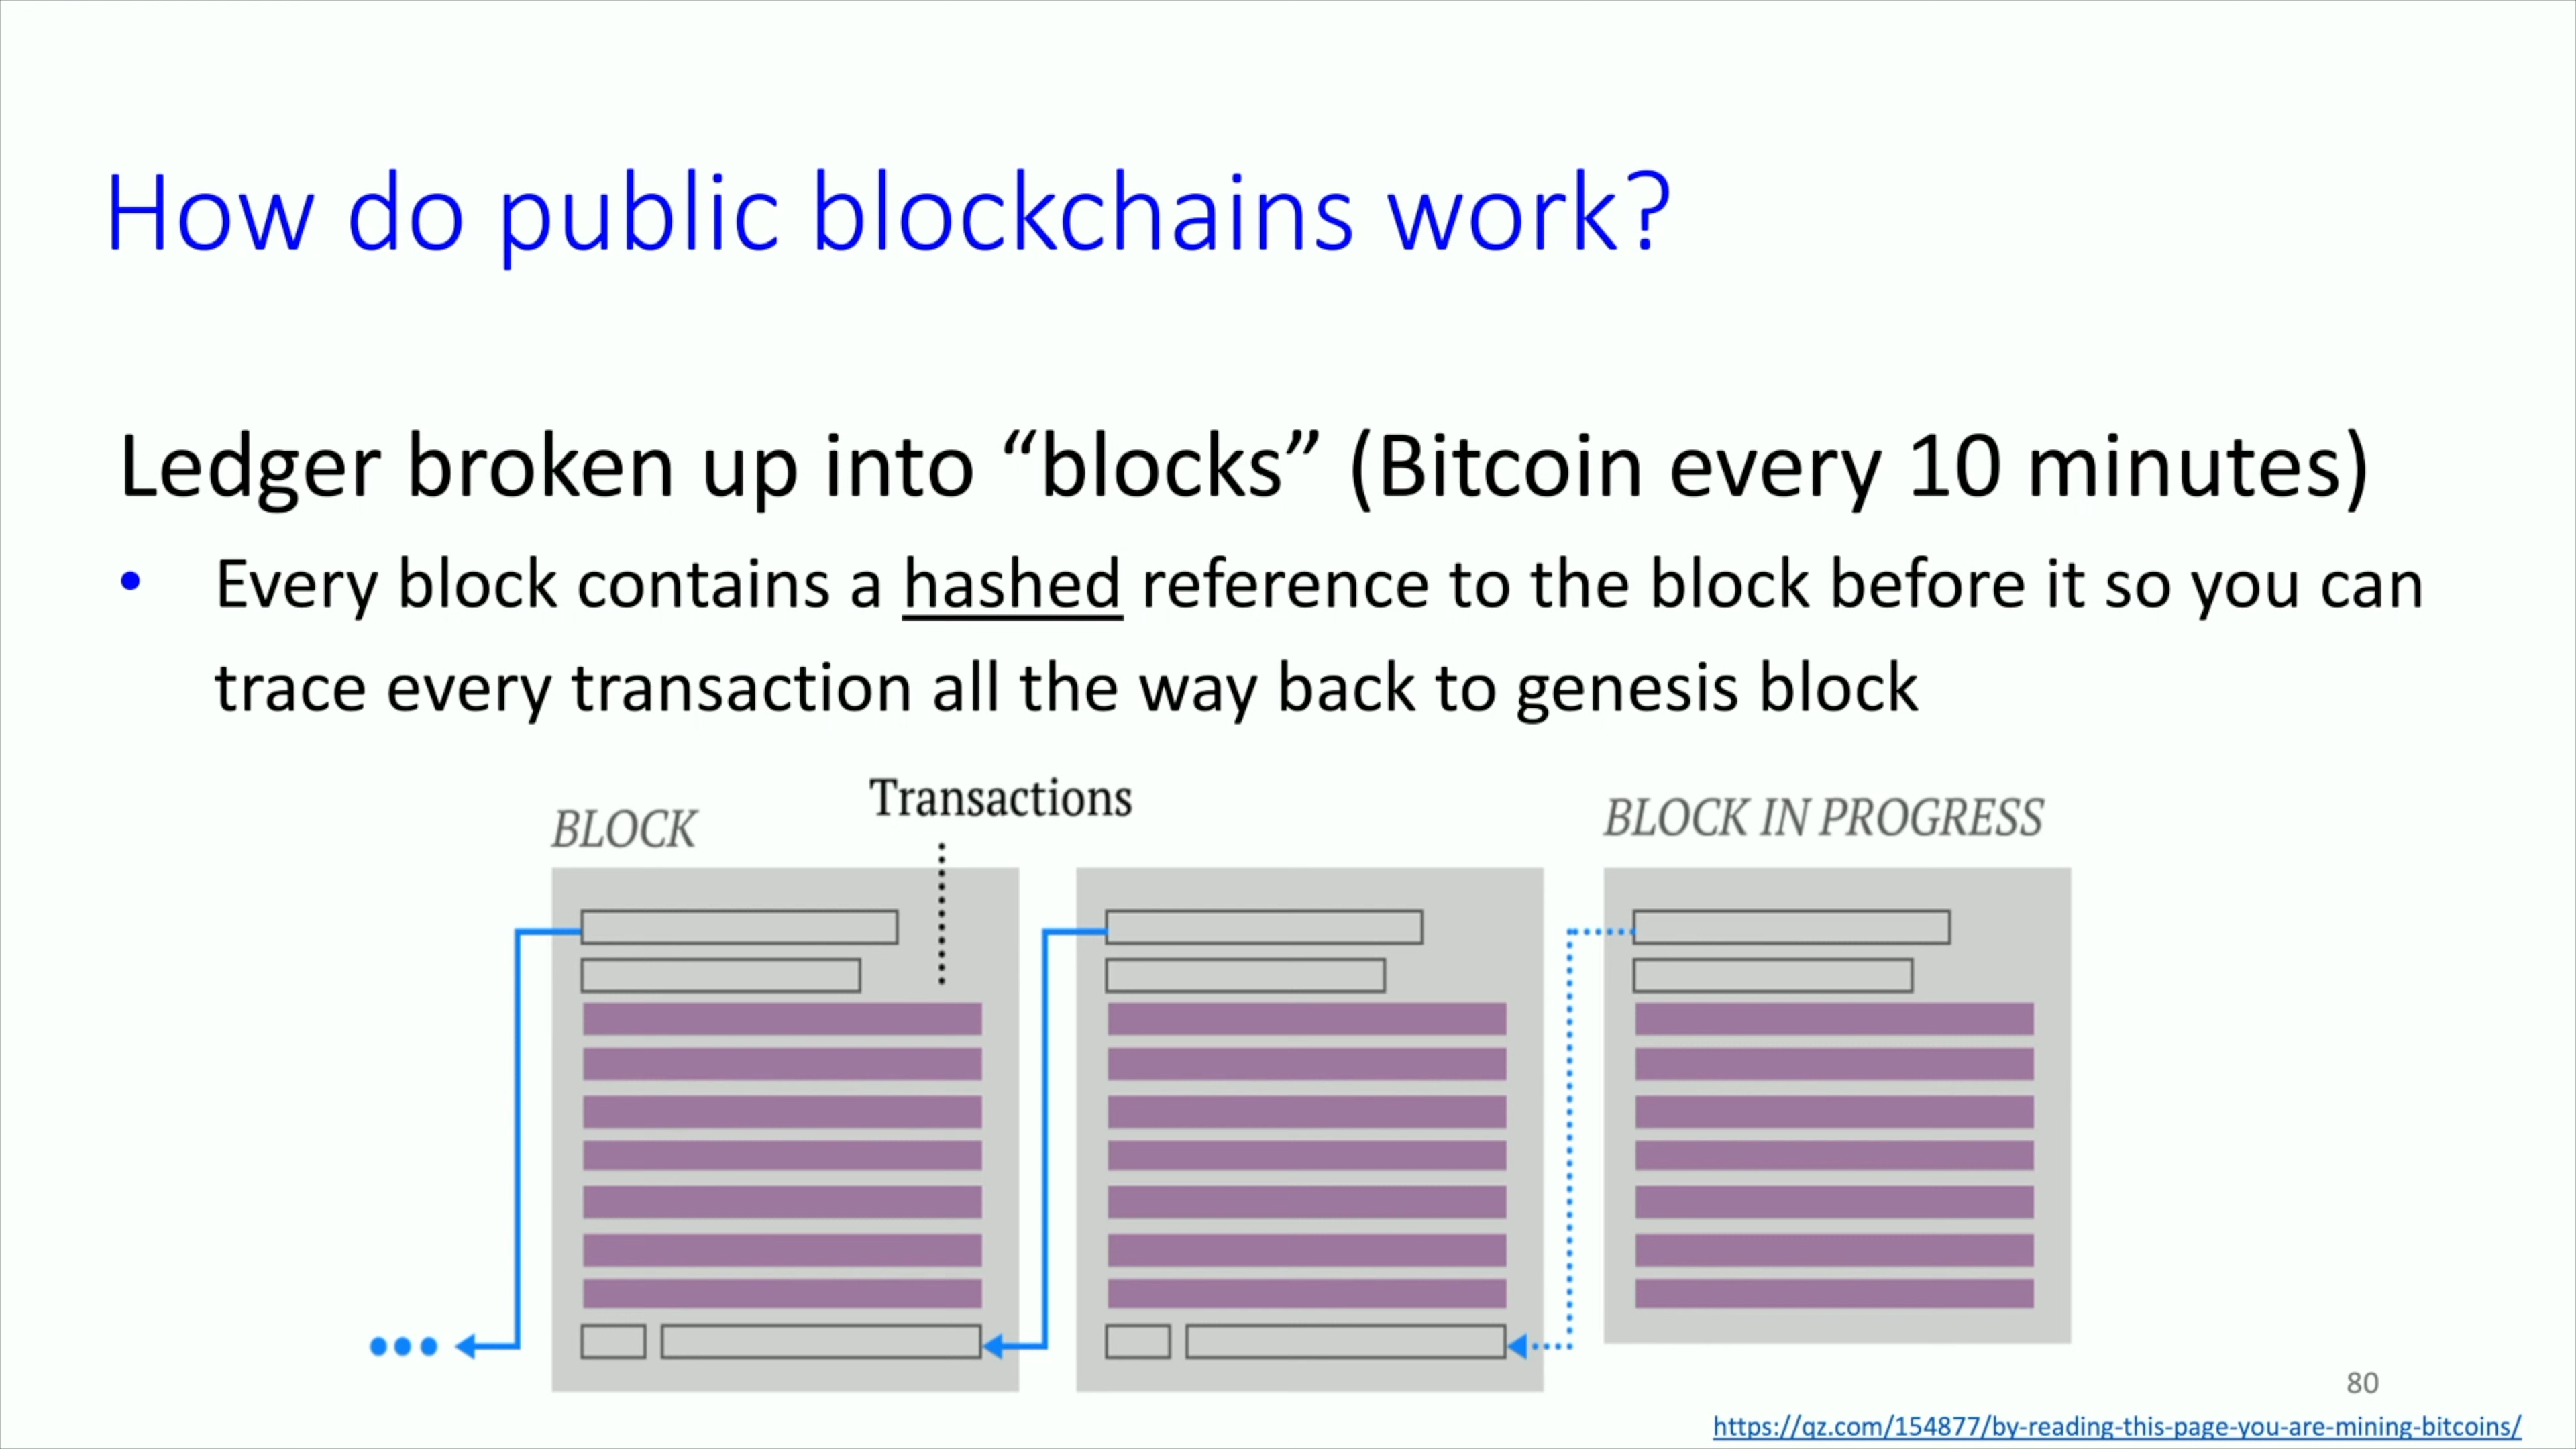 How do public blockchains work?
Ledger broken up into “blocks” (Bitcoin every 10 minutes)
• Every block contains a hashed reference to the block before it so you can
trace every transaction all the way back to genesis block
Transactions
BLOCK
BLOCK IN PROGRESS
80
https://qz.com/154877/by-reading-this-page-you-are-mining-bitcoins/